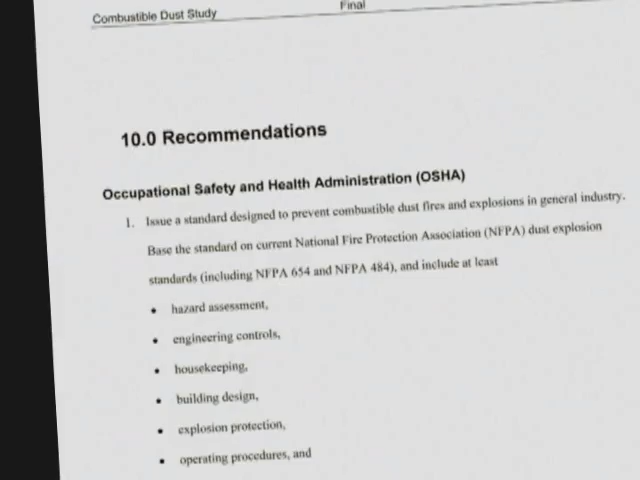 Combustible Dust Study
Final
10.0 Recommendations
Occupational Safety and Health Administration (OSHA)
1. Issue a standard designed to prevent combustible dust fires and explosions in general industry.
Base the standard on current National Fire Protection Association (NFPA) dust explosion
standards (including NFPA 654 and NFPA 484), and include at least
• hazard assessment,
• engineering controls,
• housekeeping,
• building design,
• explosion protection,
• operating procedures, and